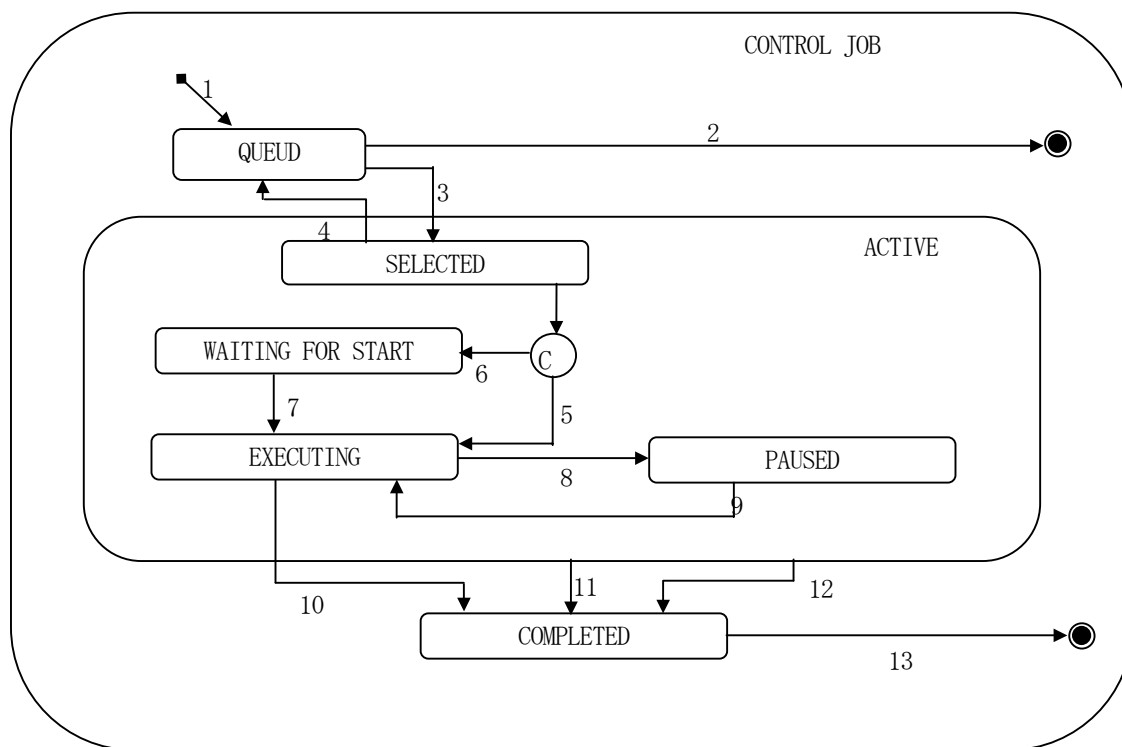 CONTROL JOB
1
QUEUD
2
3
4
SELECTED
ACTIVE
WAITING FOR START
C
6
7
5
EXECUTING
8
PAUSED
9
10
11
12
COMPLETED
13